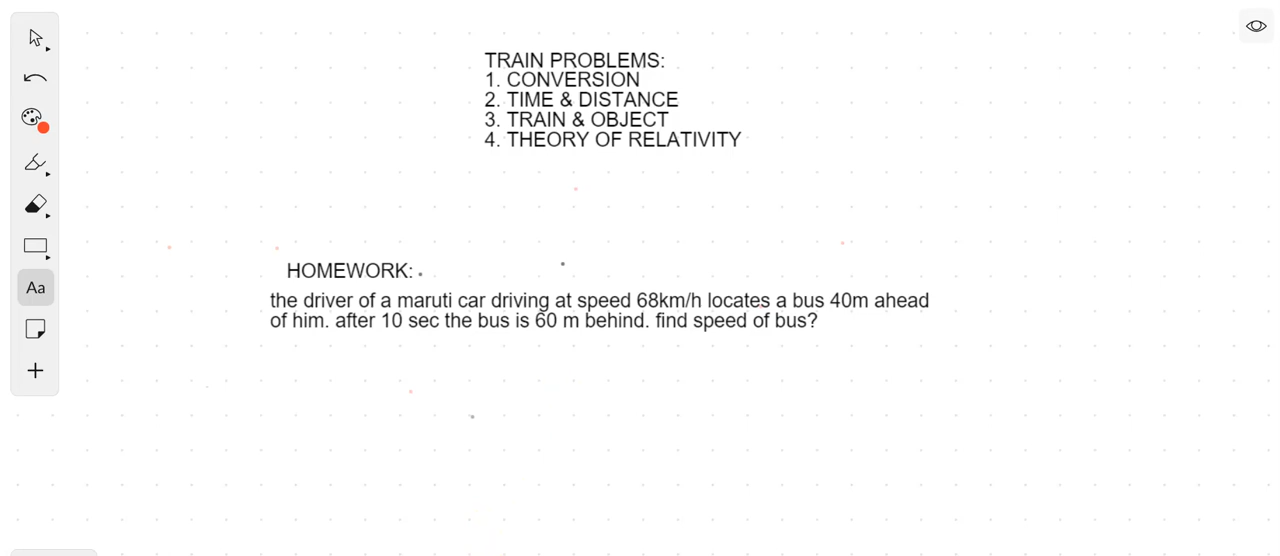 TRAIN PROBLEMS:
1. CONVERSION
2. TIME & DISTANCE
3. TRAIN & OBJECT
4. THEORY OF RELATIVITY
HOMEWORK:
the driver of a maruti car driving at speed 68km/h locates a bus 40m ahead
of him. after 10 sec the bus is 60 m behind. find speed of bus?
Aa